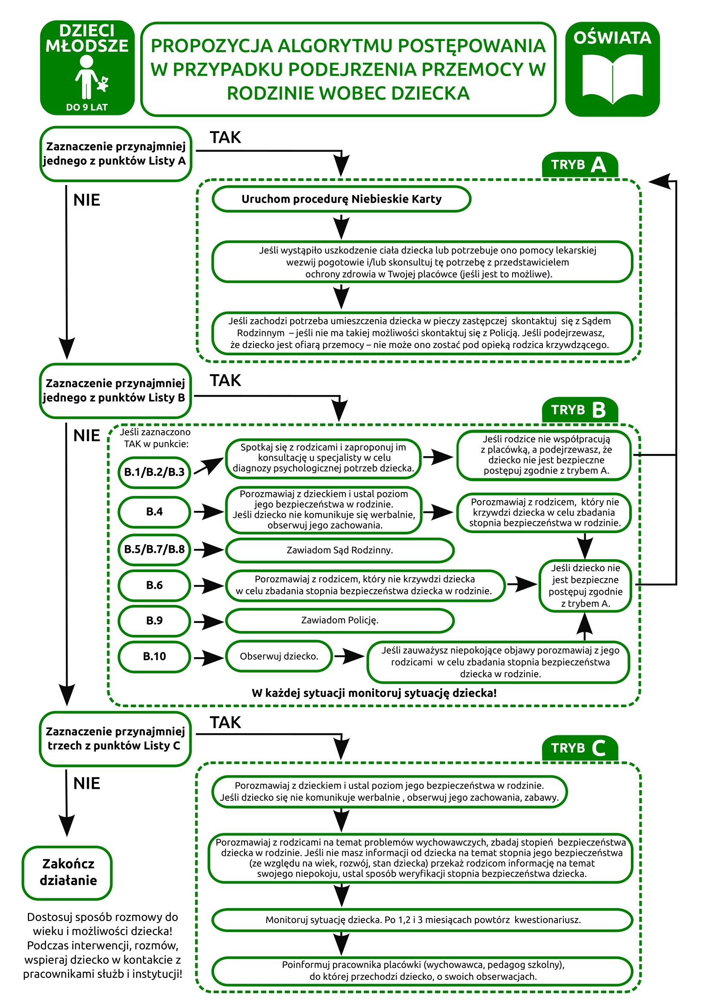 DZIECI
MŁODSZE
DO 9 LAT
PROPOZYCJA ALGORYTMU POSTĘPOWANIA
W PRZYPADKU PODEJRZENIA PRZEMOCY W
RODZINIE WOBEC DZIECKA
OŚWIATA
Zaznaczenie przynajmniej
jednego z punktów Listy A
TAK
NIE
TRYB A
Uruchom procedurę Niebieskie Karty
Jeśli wystąpiło uszkodzenie ciała dziecka lub potrzebuje ono pomocy lekarskiej
wezwij pogotowie i/lub skonsultuj tę potrzebę z przedstawicielem
ochrony zdrowia w Twojej placówce (jeśli jest to możliwe).
Jeśli zachodzi potrzeba umieszczenia dziecka w pieczy zastępczej skontaktuj się z Sądem
Rodzinnym – jeśli nie ma takiej możliwości skontaktuj się z Policją. Jeśli podejrzewasz,
że dziecko jest ofiarą przemocy – nie może ono zostać pod opieką rodzica krzywdzącego.
Zaznaczenie przynajmniej
jednego z punktów Listy B
TAK
NIE
TRYB B
Jeśli zaznaczono
TAK w punkcie:
B.1/B.2/B.3
Spotkaj się z rodzicami i zaproponuj im
konsultację u specjalisty w celu
diagnozy psychologicznej potrzeb dziecka.
Jeśli rodzice nie współpracują
z placówką, a podejrzewasz, że
dziecko nie jest bezpieczne
postępuj zgodnie z trybem A.
B.4
Porozmawiaj z dzieckiem i ustal poziom
jego bezpieczeństwa w rodzinie.
Jeśli dziecko nie komunikuje się werbalnie,
obserwuj jego zachowania.
Porozmawiaj z rodzicem, który nie
krzywdzi dziecka w celu zbadania
stopnia bezpieczeństwa w rodzinie.
B.5/B.7/B.8
Zawiadom Sąd Rodzinny.
B.6
Porozmawiaj z rodzicem, który nie krzywdzi dziecka
w celu zbadania stopnia bezpieczeństwa dziecka w rodzinie.
Jeśli dziecko nie
jest bezpieczne
postępuj zgodnie
z trybem A.
B.9
Zawiadom Policję.
B.10
Obserwuj dziecko.
Jeśli zauważysz niepokojące objawy porozmawiaj z jego
rodzicami w celu zbadania stopnia bezpieczeństwa
dziecka w rodzinie.
W każdej sytuacji monitoruj sytuację dziecka!
Zaznaczenie przynajmniej
trzech z punktów Listy C
TAK
NIE
TRYB C
Porozmawiaj z dzieckiem i ustal poziom jego bezpieczeństwa w rodzinie.
Jeśli dziecko się nie komunikuje werbalnie , obserwuj jego zachowania, zabawy.
Porozmawiaj z rodzicami na temat problemów wychowawczych, zbadaj stopień bezpieczeństwa
dziecka w rodzinie. Jeśli nie masz informacji od dziecka na temat stopnia jego bezpieczeństwa
(ze względu na wiek, rozwój, stan dziecka) przekaż rodzicom informację na temat
swojego niepokoju, ustal sposób weryfikacji stopnia bezpieczeństwa dziecka.
Monitoruj sytuację dziecka. Po 1,2 i 3 miesiącach powtórz kwestionariusz.
Poinformuj pracownika placówki (wychowawca, pedagog szkolny),
do której przechodzi dziecko, o swoich obserwacjach.
Zakończ
działanie
Dostosuj sposób rozmowy do
wieku i możliwości dziecka!
Podczas interwencji, rozmów,
wspieraj dziecko w kontakcie z
pracownikami służb i instytucji!